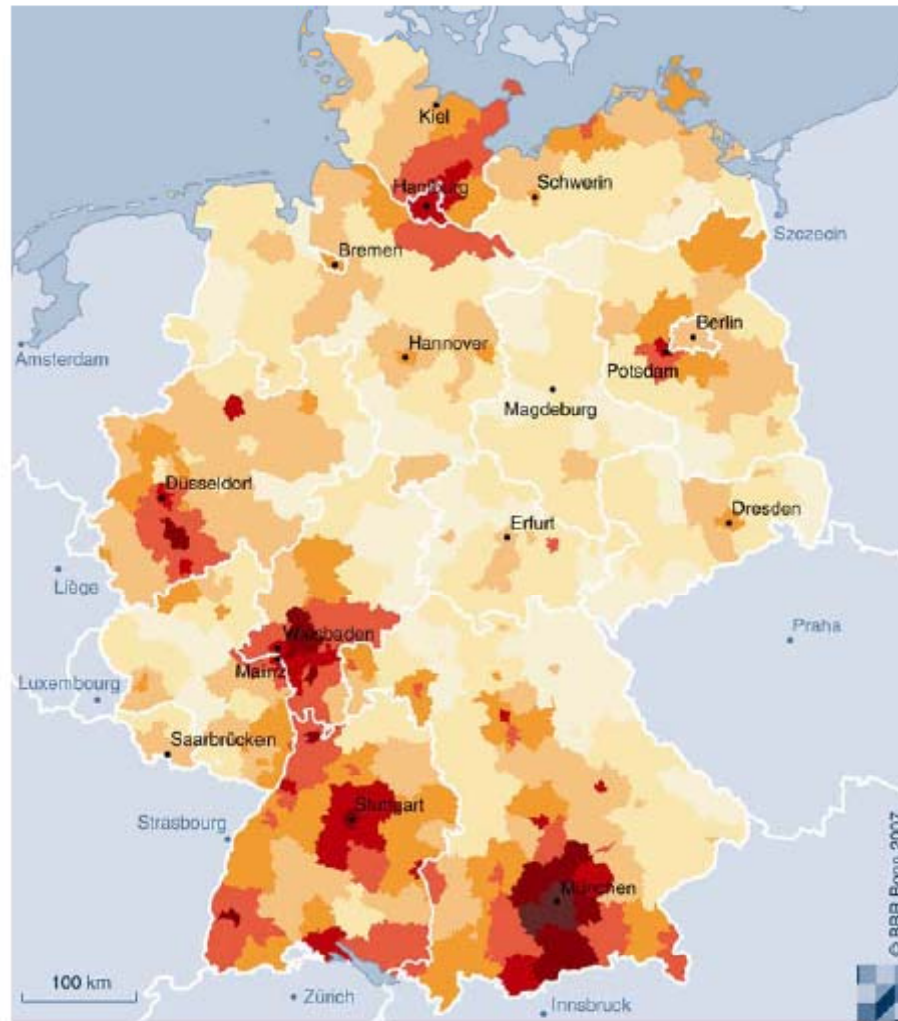 Kiel
Hamburg
Schwerin
Szczecin
Bremen
Berlin
Hannover
Potsdam
Amsterdam
Magdeburg
Düsseldorf
Erfurt
Dresden
Liège
Wiesbaden
Praha
Mainz
Luxembourg
Saarbrücken
Stuttgart
Strasbourg
München
100 km
Zürich
Innsbruck
© BBR Bonn 2007